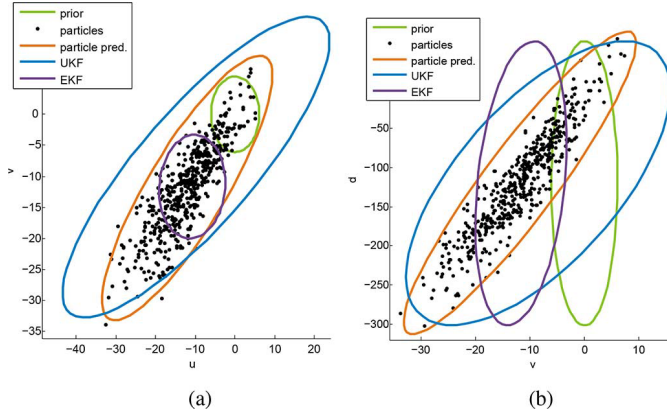 prior
particles
particle pred.
UKF
EKF
0
−5
−10
−15
−20
−25
−30
−35
v
−40 −30 −20 −10 0 10 20
u
(a)
prior
particles
particle pred.
UKF
EKF
−50
−100
−150
−200
−250
−300
d
−30 −20 −10 0 10
v
(b)